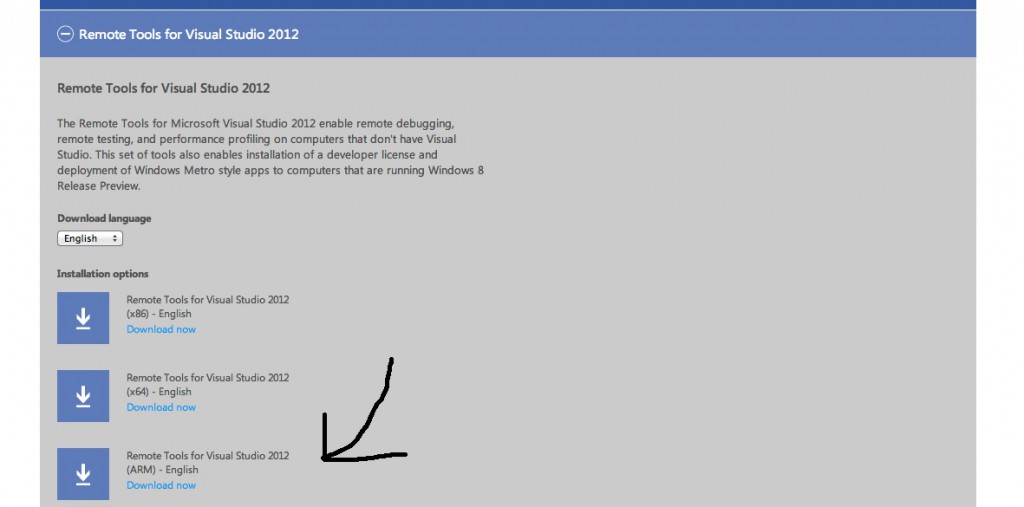 Remote Tools for Visual Studio 2012
Remote Tools for Visual Studio 2012
The Remote Tools for Microsoft Visual Studio 2012 enable remote debugging,
remote testing, and performance profiling on computers that don't have Visual
Studio. This set of tools also enables installation of a developer license and
deployment of Windows Metro style apps to computers that are running Windows 8
Release Preview.
Download language
English
Installation options
Remote Tools for Visual Studio 2012
(x86) - English
Download now
Remote Tools for Visual Studio 2012
(x64) - English
Download now
Remote Tools for Visual Studio 2012
(ARM) - English
Download now